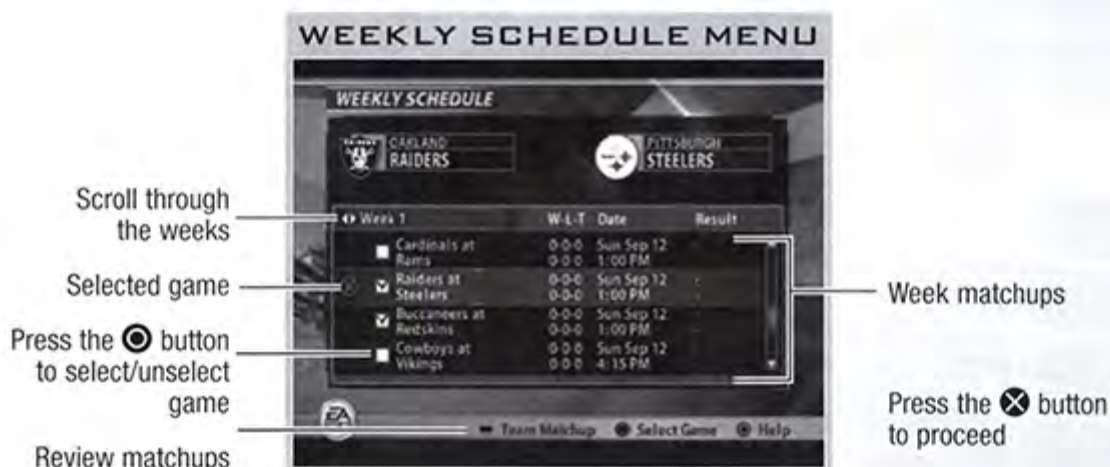 WEEKLY SCHEDULE MENU
WEEKLY SCHEDULE
OAKLAND
RAIDERS
PITTSBURGH
STEELERS
Week 1 W-L-T Date Result
Cardinals at 0-0-0 Sun Sep 12
Rams 0-0-0 1:00 PM
Raiders at 0-0-0 Sun Sep 12 -
Steelers 0-0-0 1:00 PM -
Buccaneers at 0-0-0 Sun Sep 12 -
Redskins 0-0-0 1:00 PM -
Cowboys at 0-0-0 Sun Sep 12
Vikings 0-0-0 4:15 PM
EA
Team Matchup Select Game Help
Scroll through
the weeks
Selected game
Press the button
to select/unselect
game
Review matchups
Week matchups
Press the button
to proceed